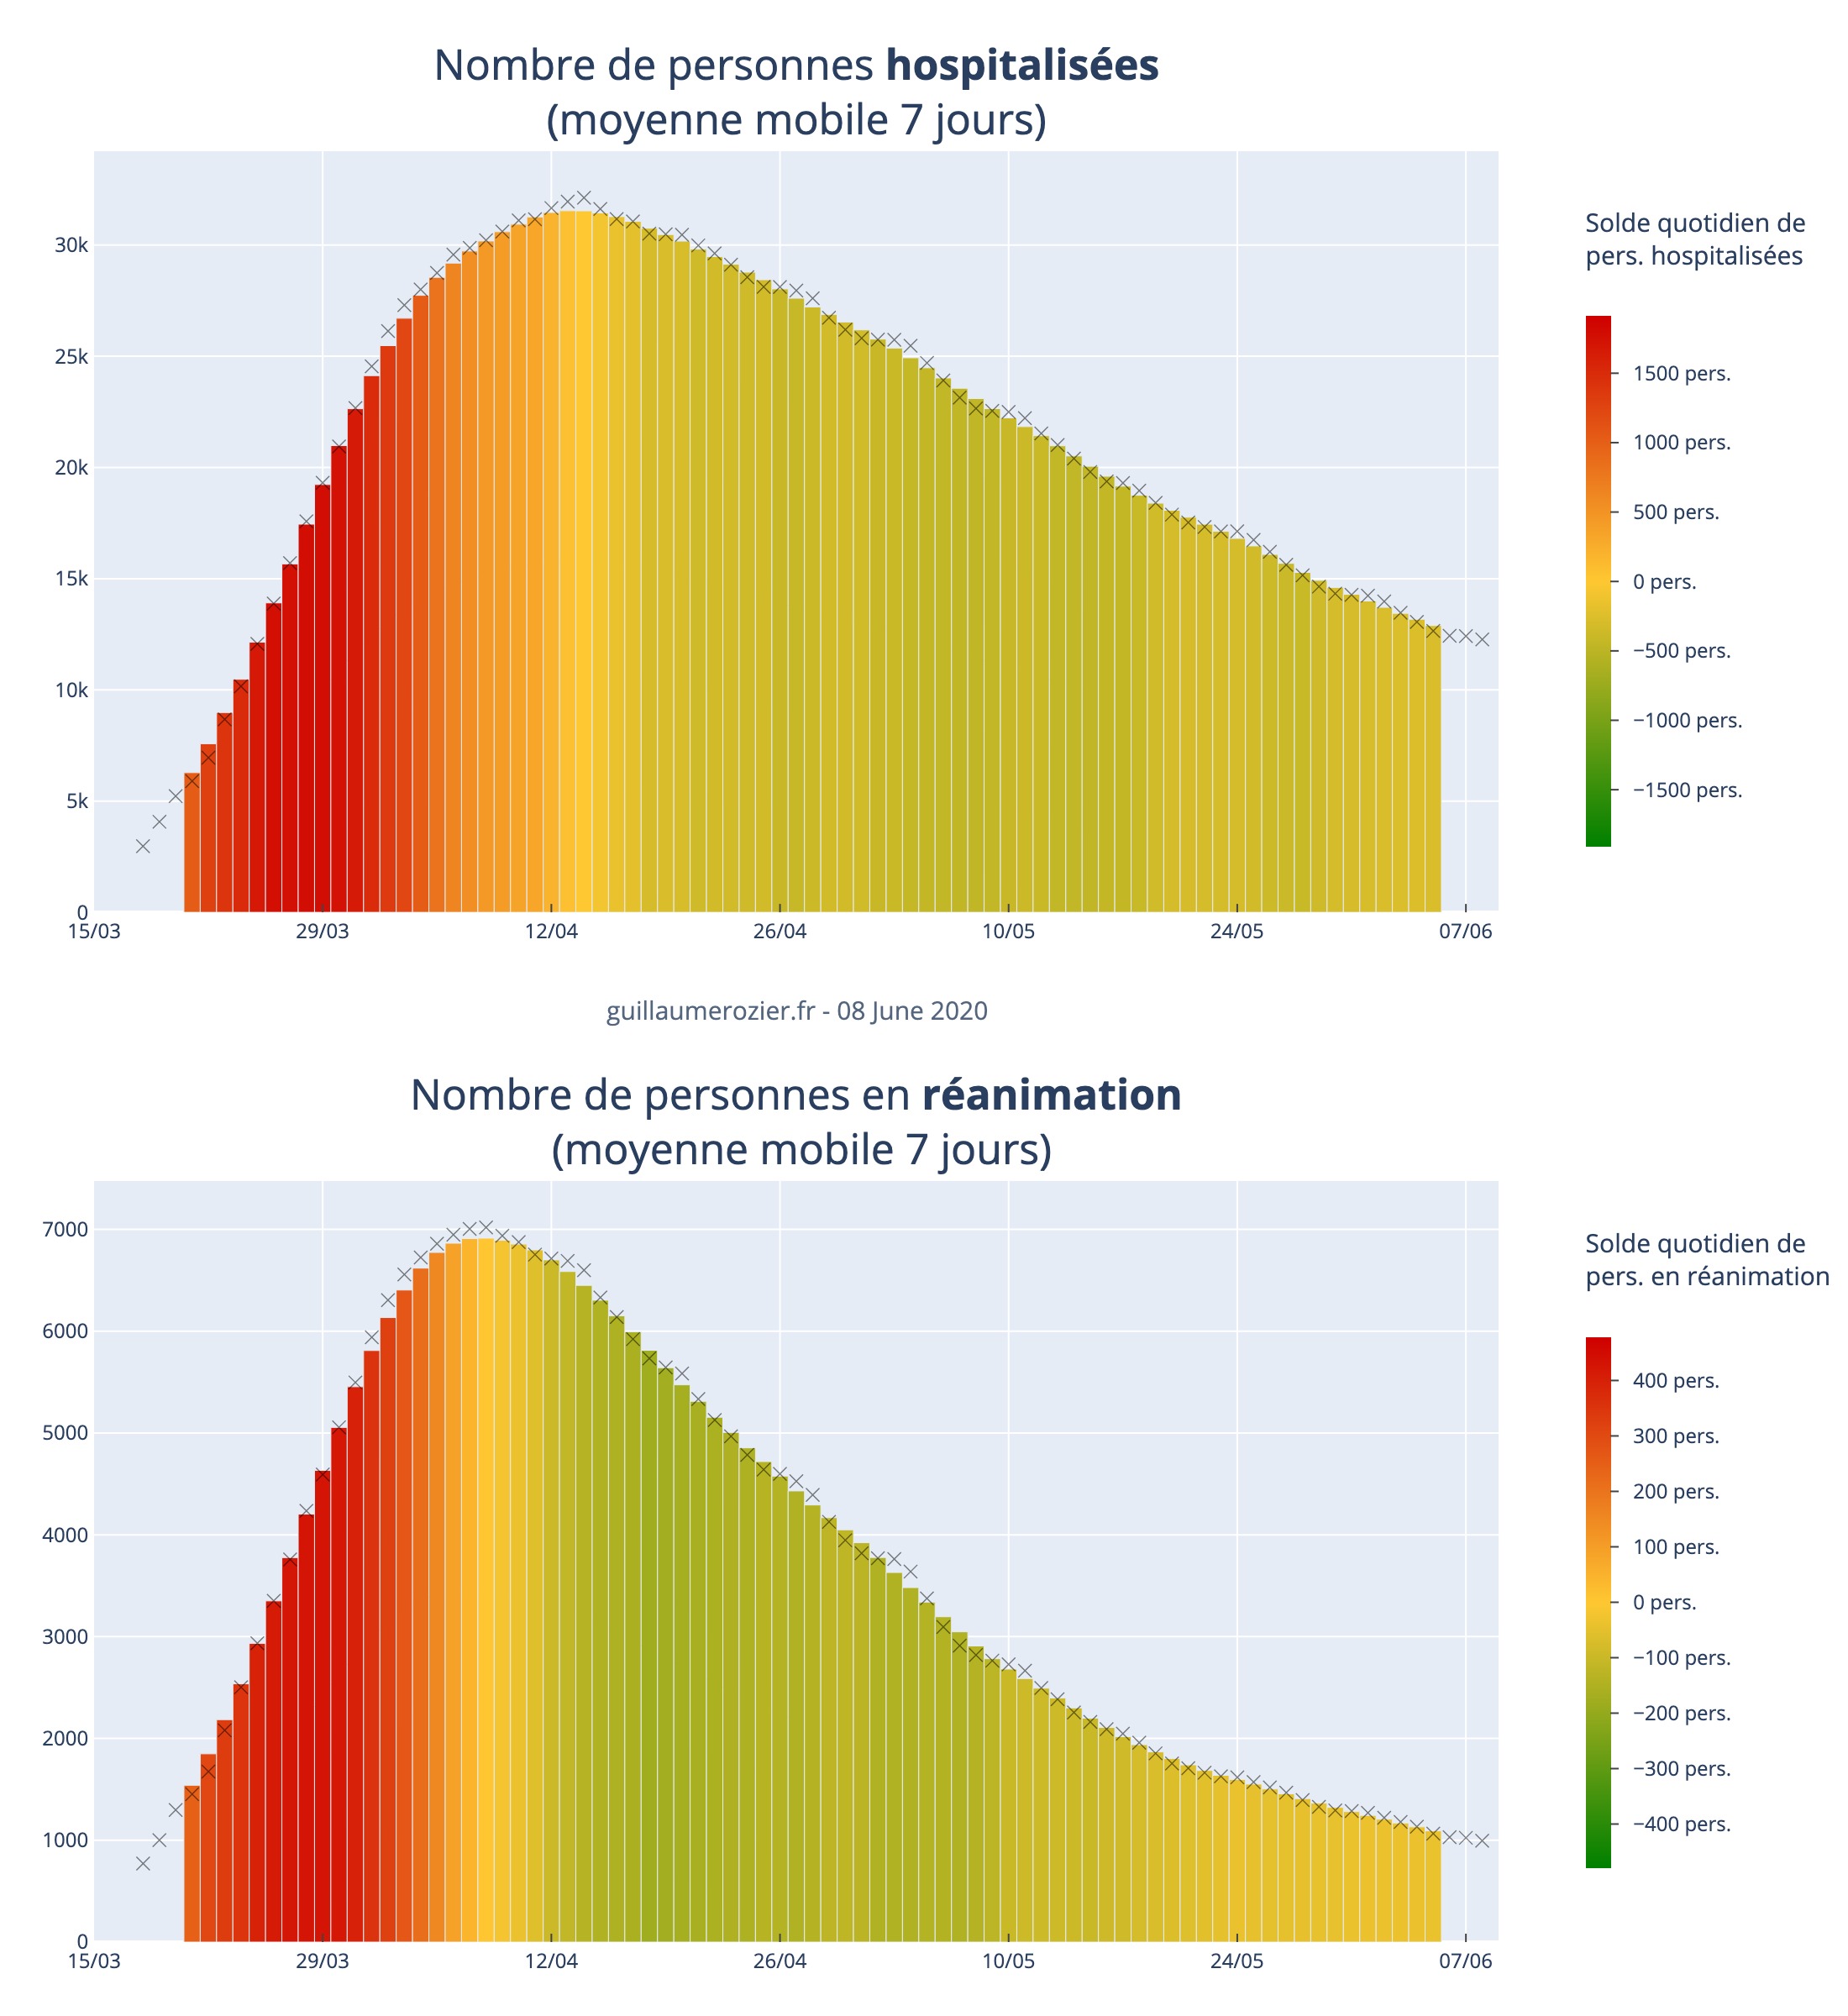 Nombre de personnes hospitalisées
(moyenne mobile 7 jours)
Solde quotidien de
pers. hospitalisées
30k
25k
20k
15k
10k
5k
0
1500 pers.
1000 pers.
500 pers.
0 pers.
−500 pers.
−1000 pers.
−1500 pers.
15/03 29/03 12/04 26/04 10/05 24/05 07/06
guillaumerozier.fr - 08 June 2020
Nombre de personnes en réanimation
(moyenne mobile 7 jours)
Solde quotidien de
pers. en réanimation
7000
6000
5000
4000
3000
2000
1000
0
400 pers.
300 pers.
200 pers.
100 pers.
0 pers.
−100 pers.
−200 pers.
−300 pers.
−400 pers.
15/03 29/03 12/04 26/04 10/05 24/05 07/06